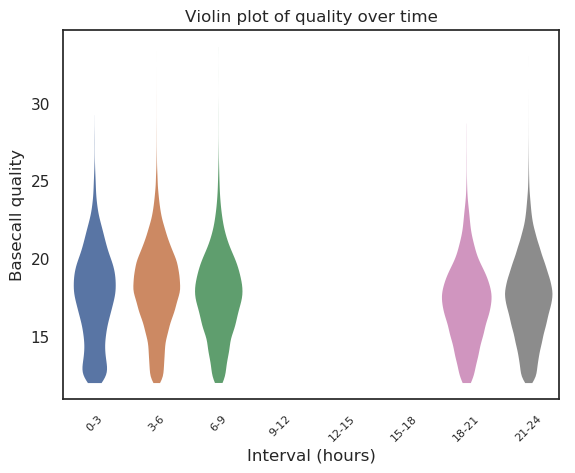 Violin plot of quality over time
Basecall quality
30
25
20
15
0-3 3-6 6-9 9-12 12-15 15-18 18-21 21-24
Interval (hours)